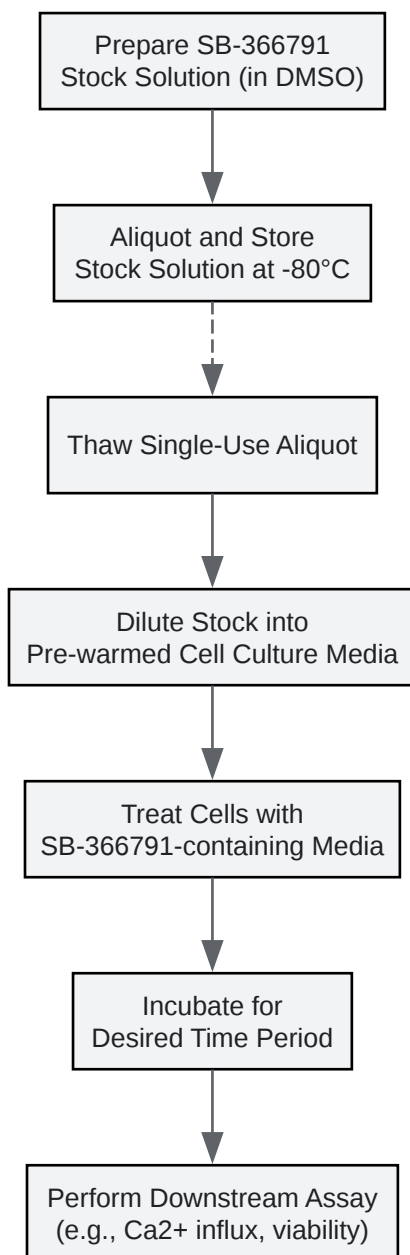 Prepare SB-366791
Stock Solution (in DMSO)
Aliquot and Store
Stock Solution at -80°C
Thaw Single-Use Aliquot
Dilute Stock into
Pre-warmed Cell Culture Media
Treat Cells with
SB-366791-containing Media
Incubate for
Desired Time Period
Perform Downstream Assay
(e.g., Ca2+ influx, viability)